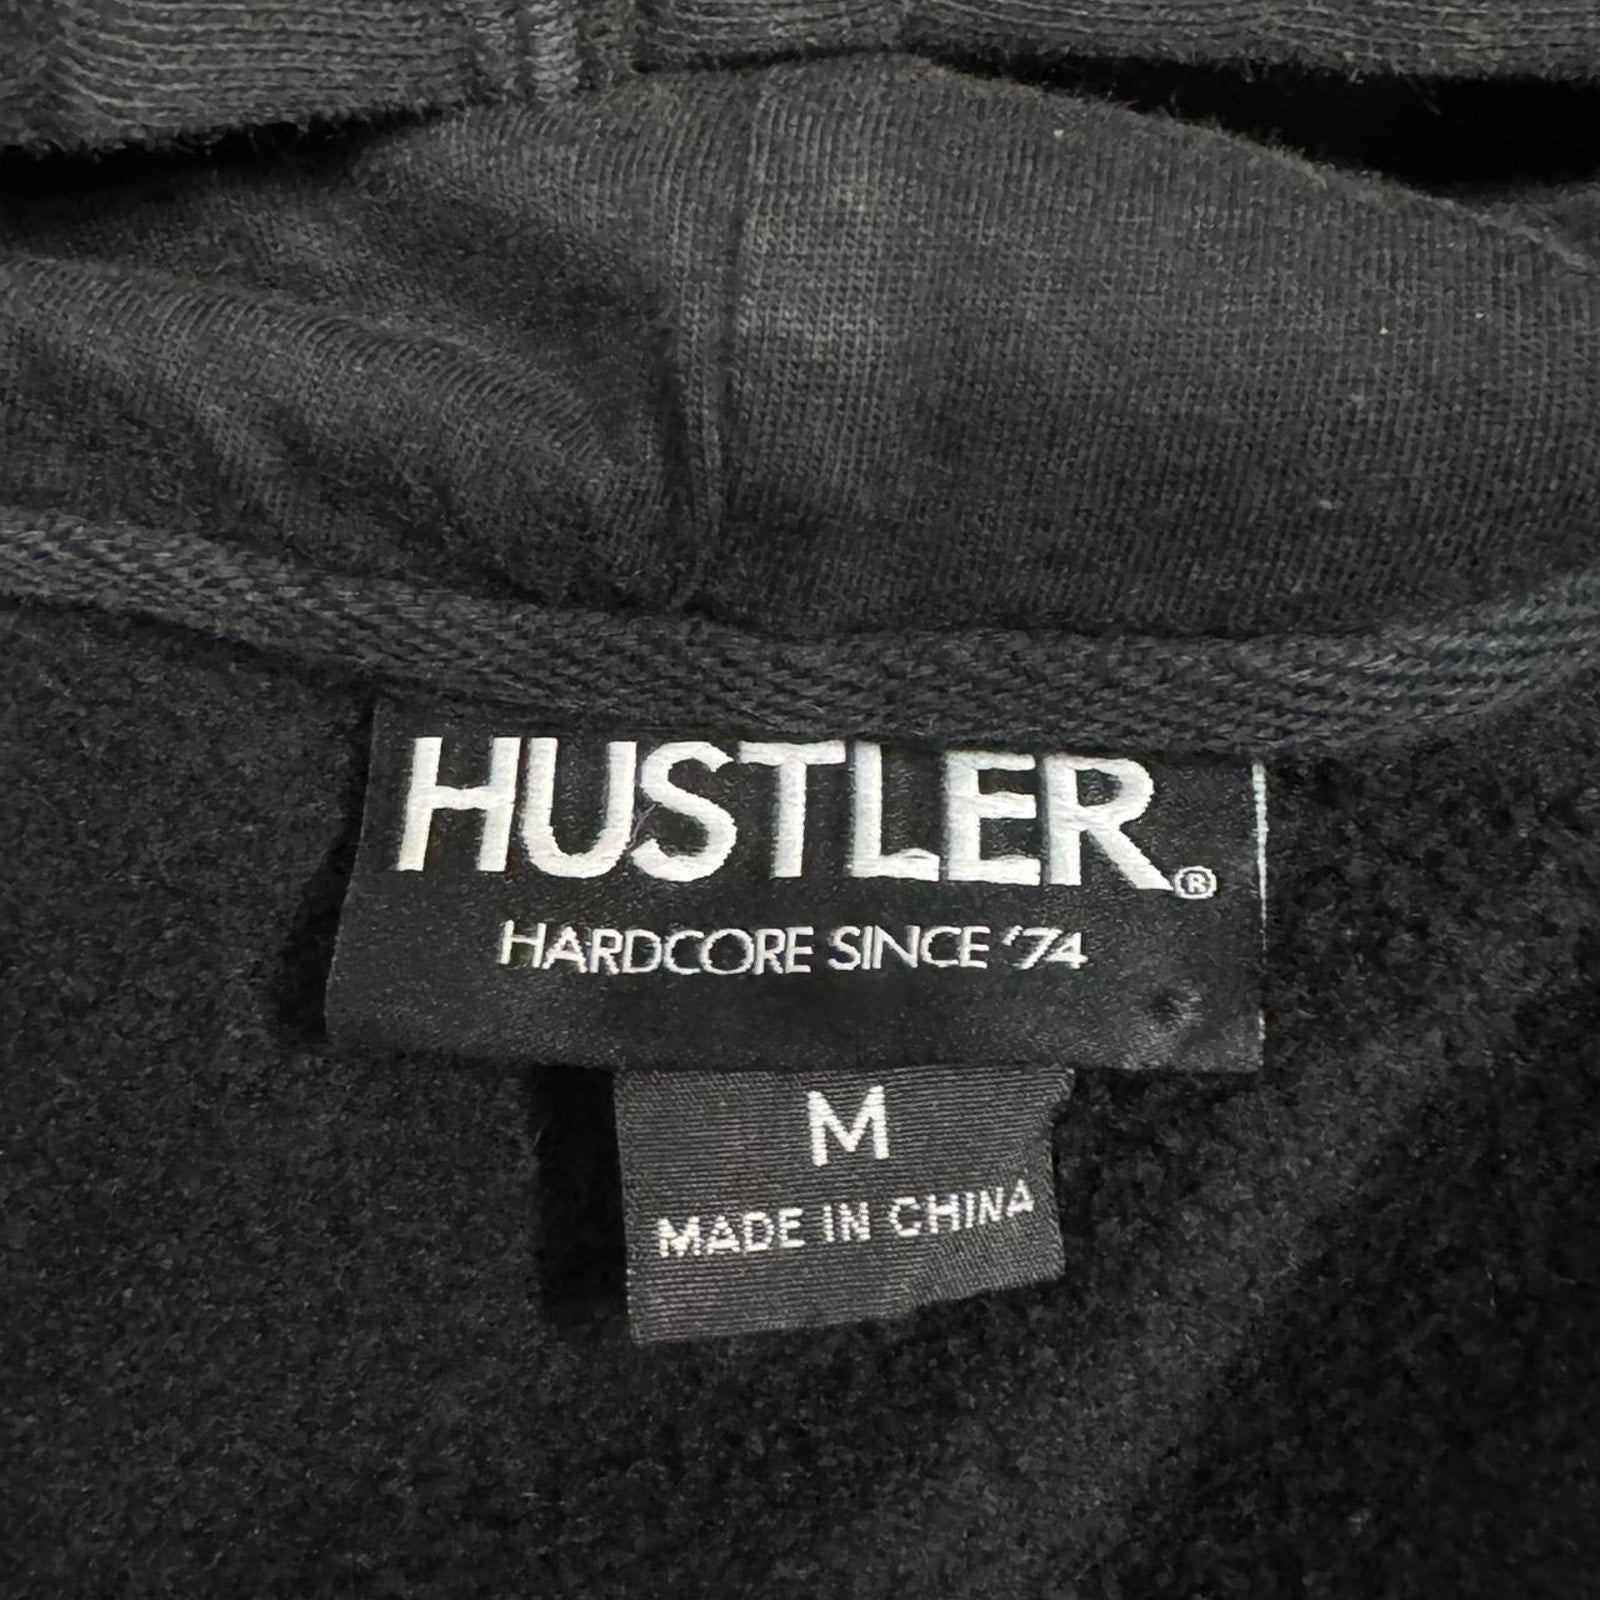 HUSTLER®
HARDCORE SINCE '74
M
MADE IN CHINA